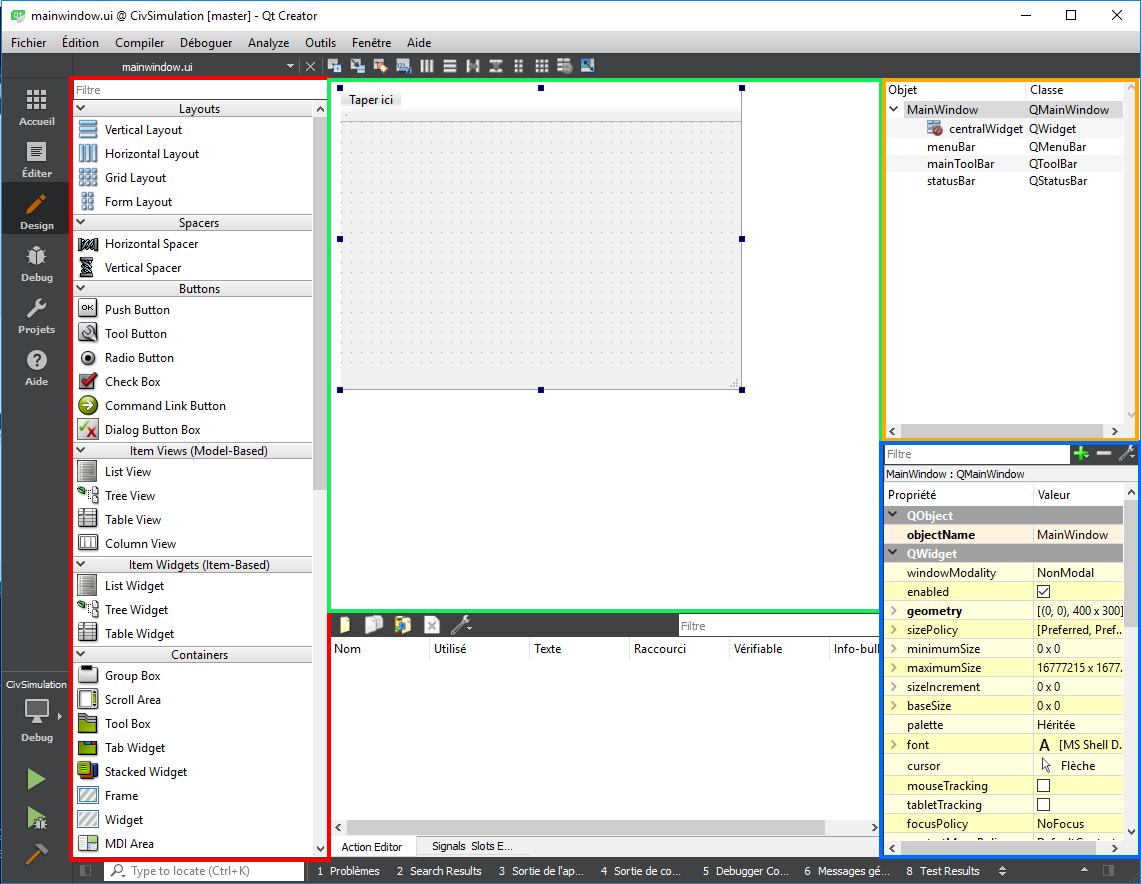 mainwindow.ui @ CivSimulation [master] - Qt Creator
Fichier Édition Compiler Déboguer Analyze Outils Fenêtre Aide
mainwindow.ui
Accueil
Éditer
Design
Debug
Projets
Aide
CivSimulation
Debug
Filtre
Layouts
Vertical Layout
Horizontal Layout
Grid Layout
Form Layout
Spacers
Horizontal Spacer
Vertical Spacer
Buttons
OK Push Button
Tool Button
Radio Button
Check Box
Command Link Button
Dialog Button Box
Item Views (Model-Based)
List View
Tree View
Table View
Column View
Item Widgets (Item-Based)
List Widget
Tree Widget
Table Widget
Containers
Group Box
Scroll Area
Tool Box
Tab Widget
Stacked Widget
Frame
Widget
MDI Area
Taper ici
Filtre
Nom Utilisé Texte Raccourci Vérifiable Info-bull
Action Editor Signals Slots E...
Objet Classe
MainWindow QMainWindow
centralWidget QWidget
menuBar QMenuBar
mainToolBar QToolBar
statusBar QStatusBar
Filtre
MainWindow : QMainWindow
Propriété Valeur
QObject
objectName MainWindow
QWidget
windowModality NonModal
enabled
geometry [(0, 0), 400 x 300]
sizePolicy [Preferred, Pref...
minimumSize 0 x 0
maximumSize 16777215 x 1677...
sizeIncrement 0 x 0
baseSize 0 x 0
palette Héritée
font A [MS Shell D...
cursor Flèche
mouseTracking
tabletTracking
focusPolicy NoFocus
Type to locate (Ctrl+K) 1 Problèmes 2 Search Results 3 Sortie de l'ap... 4 Sortie de co... 5 Debugger Co... 6 Messages gé... 8 Test Results